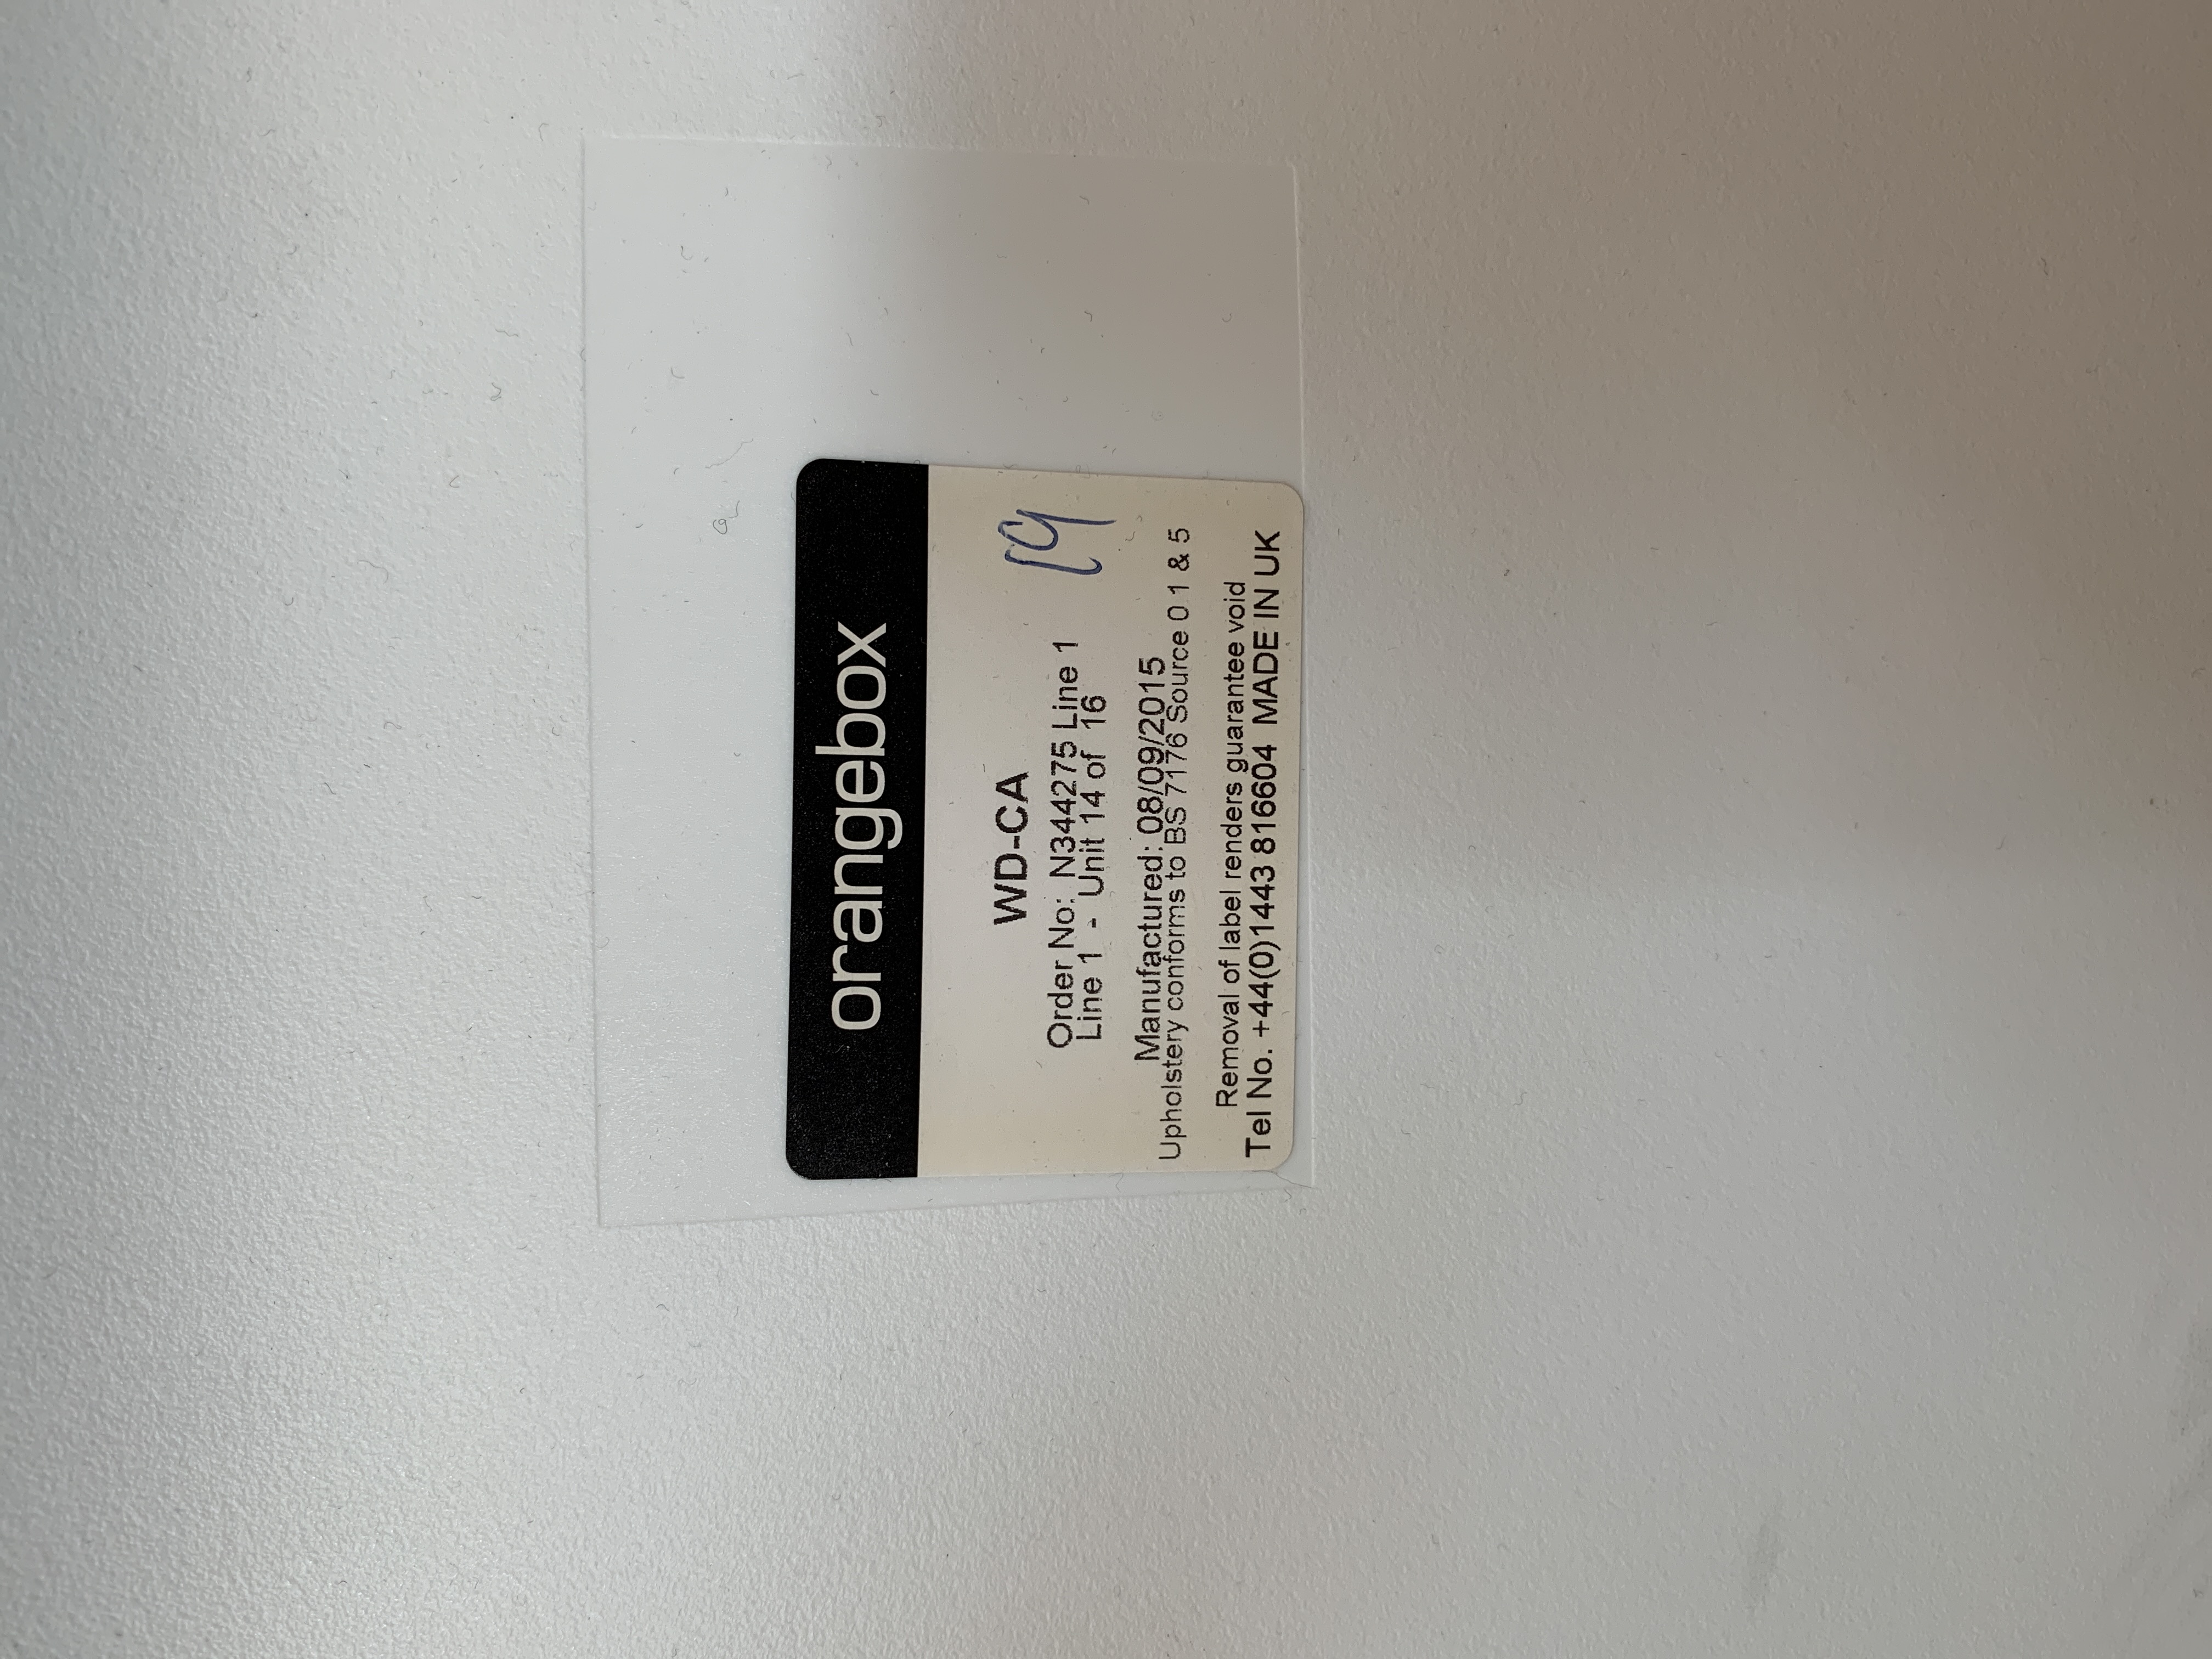 orangebox
WD-CA
Order No: N344275 Line 1
Line 1 - Unit 14 of 16
Manufactured: 08/09/2015
Upholstery conforms to BS 7176 Source 0 1 & 5
Removal of label renders guarantee void
Tel No. +44(0)1443 816604 MADE IN UK